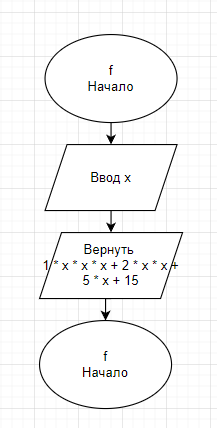 f
Начало
Ввод x
Вернуть
1 * x * x * x + 2 * x * x +
5 * x + 15
f
Начало